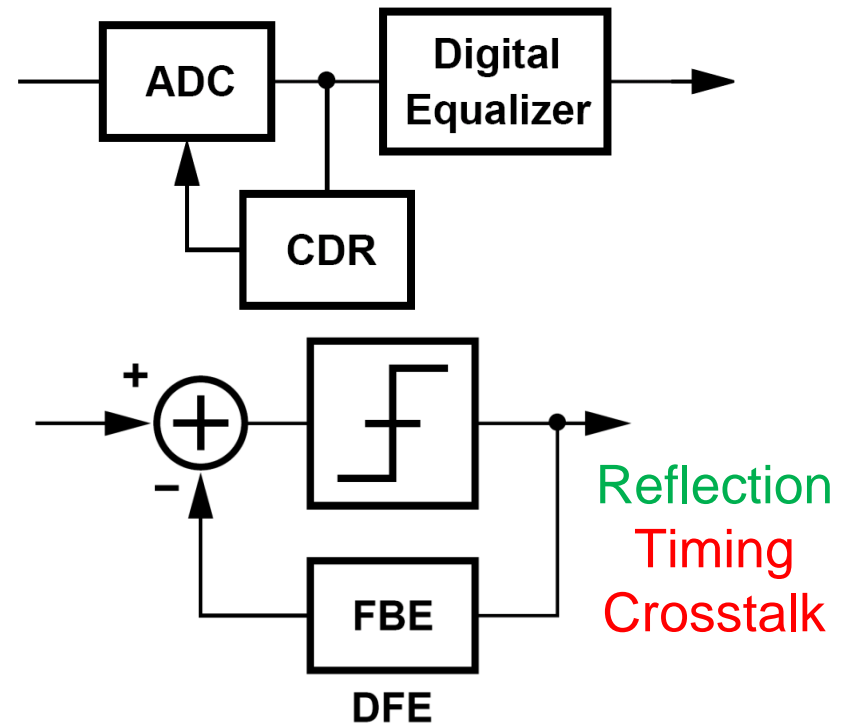 ADC
Digital
Equalizer
CDR
+
−
+
Reflection
Timing
Crosstalk
FBE
DFE